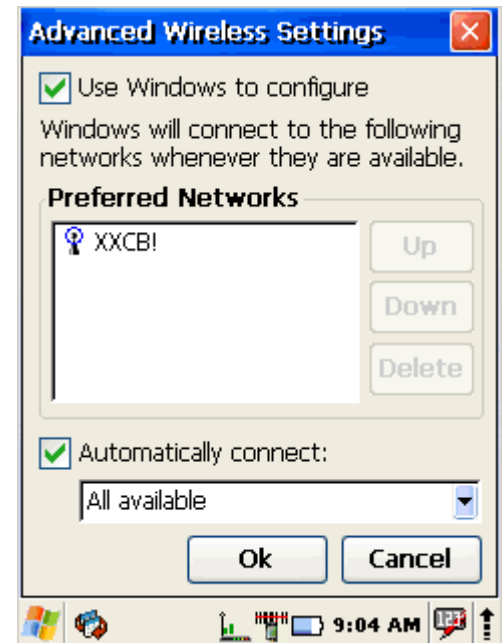 Advanced Wireless Settings
Use Windows to configure
Windows will connect to the following
networks whenever they are available.
Preferred Networks
XXCB!
Up
Down
Delete
Automatically connect:
All available
Ok Cancel
9:04 AM 123